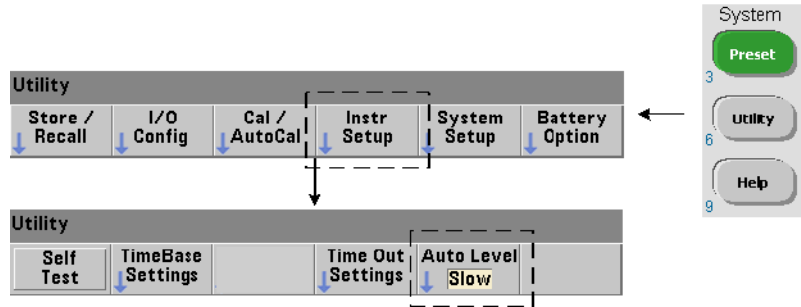 System
Preset
3
Utility
6
Help
9
Utility
Store / Recall
I/O Config
Cal / AutoCal
Instr Setup
System Setup
Battery Option
Utility
Self Test
TimeBase Settings
Time Out Settings
Auto Level
Slow